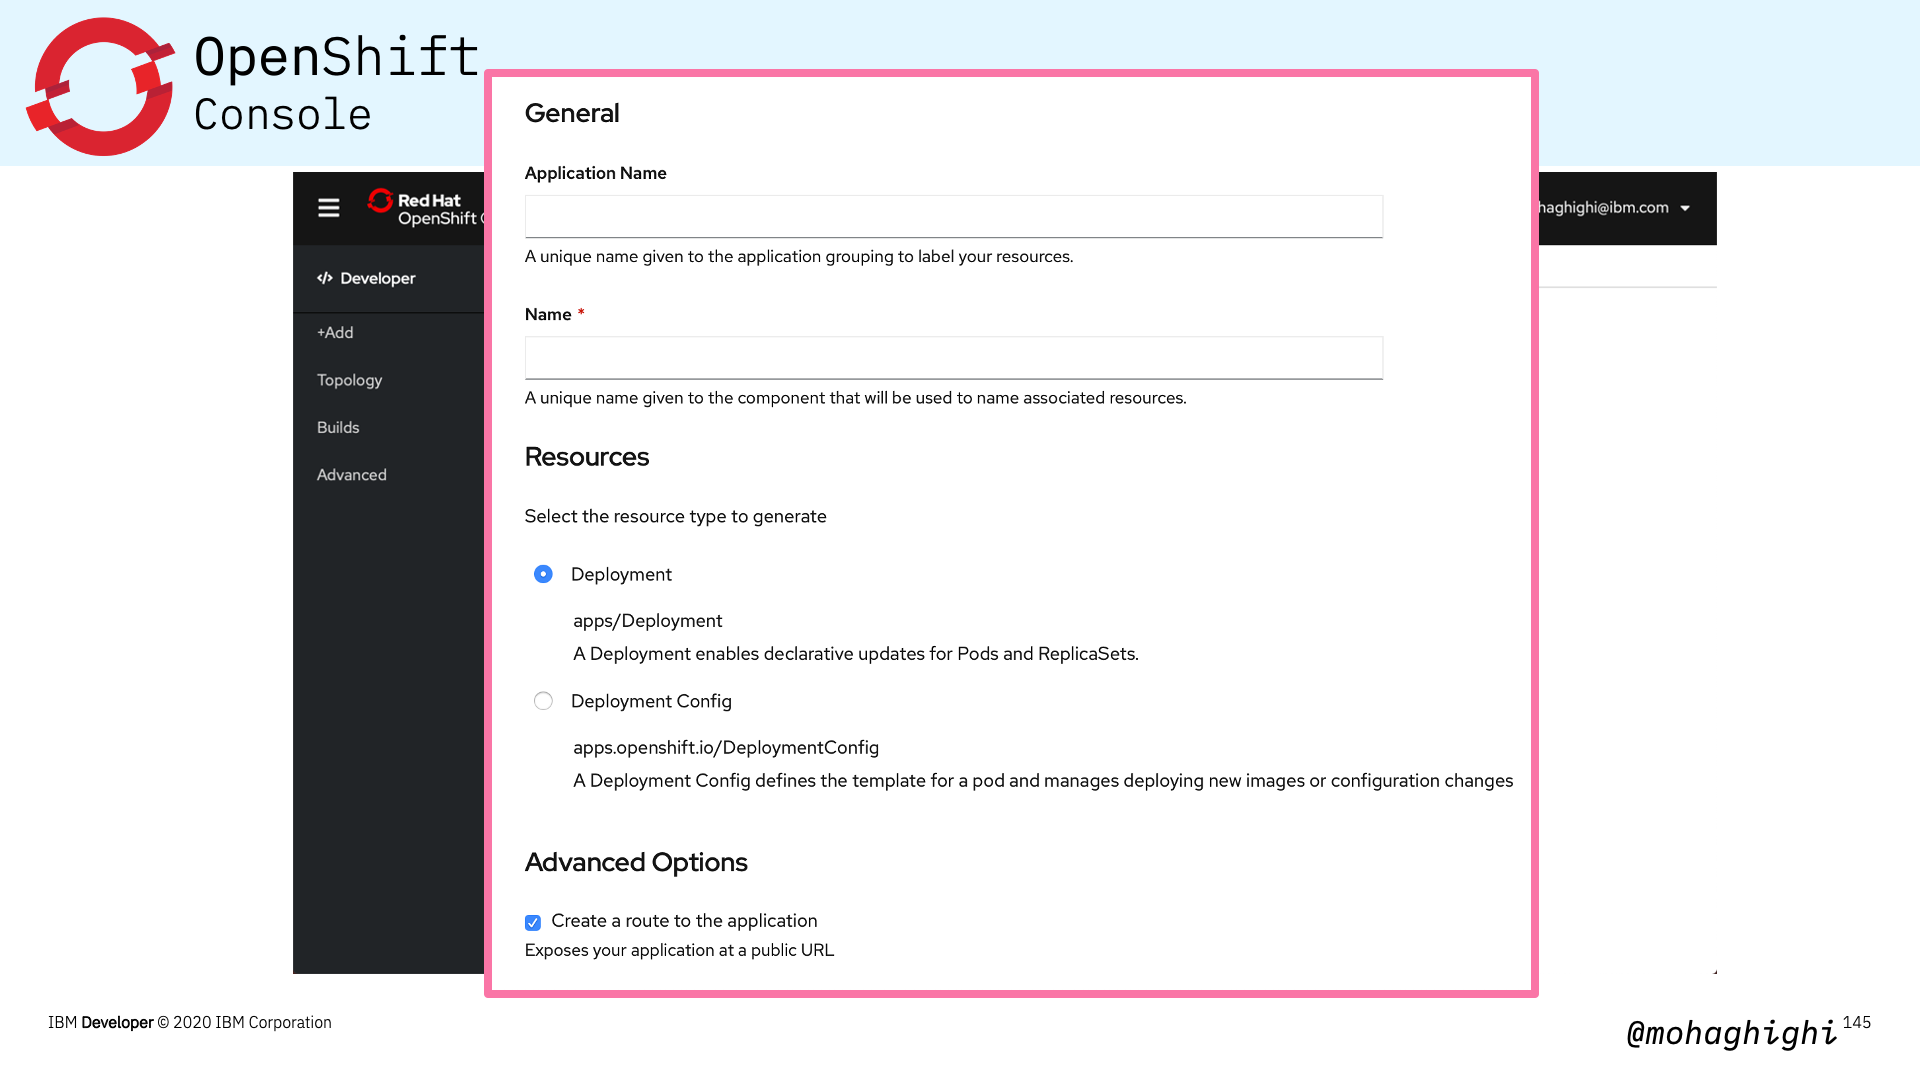 OpenShift
Console
Red Hat
OpenShift
haghighi@ibm.com
Developer
+Add
Topology
Builds
Advanced
General
Application Name
A unique name given to the application grouping to label your resources.
Name *
A unique name given to the component that will be used to name associated resources.
Resources
Select the resource type to generate
Deployment
apps/Deployment
A Deployment enables declarative updates for Pods and ReplicaSets.
Deployment Config
apps.openshift.io/DeploymentConfig
A Deployment Config defines the template for a pod and manages deploying new images or configuration changes
Advanced Options
Create a route to the application
Exposes your application at a public URL
IBM Developer © 2020 IBM Corporation
@mohaghighi
145